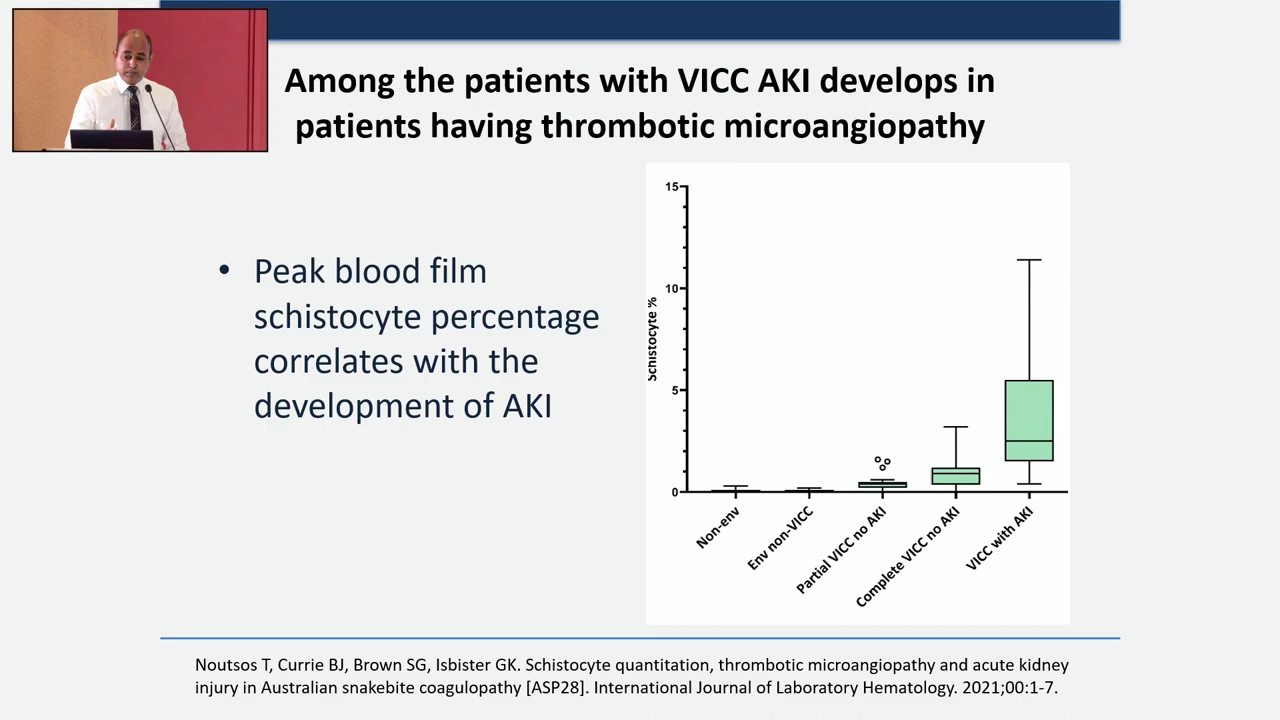 Among the patients with VICC AKI develops in
patients having thrombotic microangiopathy
• Peak blood film
schistocyte percentage
correlates with the
development of AKI
15
10
5
0
Schistocyte %
Non-env
Env non-VICC
Partial VICC no AKI
Complete VICC no AKI
VICC with AKI
Noutsos T, Currie BJ, Brown SG, Isbister GK. Schistocyte quantitation, thrombotic microangiopathy and acute kidney
injury in Australian snakebite coagulopathy [ASP28]. International Journal of Laboratory Hematology. 2021;00:1-7.